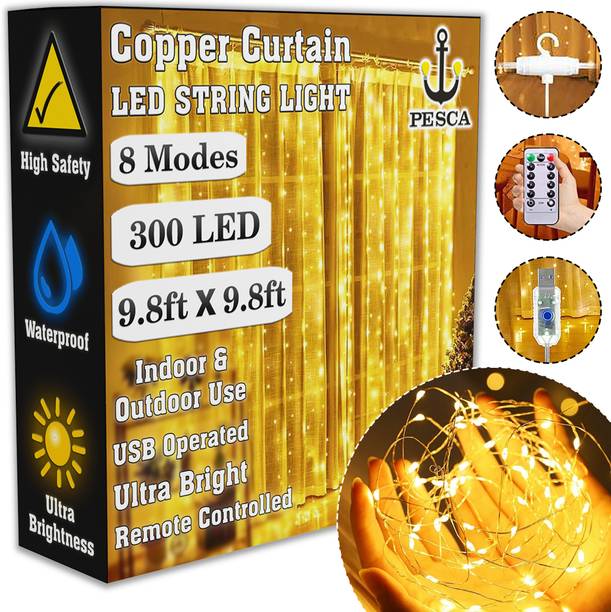 High Safety
Waterproof
Ultra
Brightness
Copper Curtain
LED STRING LIGHT
PESCA
8 Modes
300 LED
9.8ft X 9.8ft
Indoor &
Outdoor Use
USB Operated
Ultra Bright
Remote Controlled